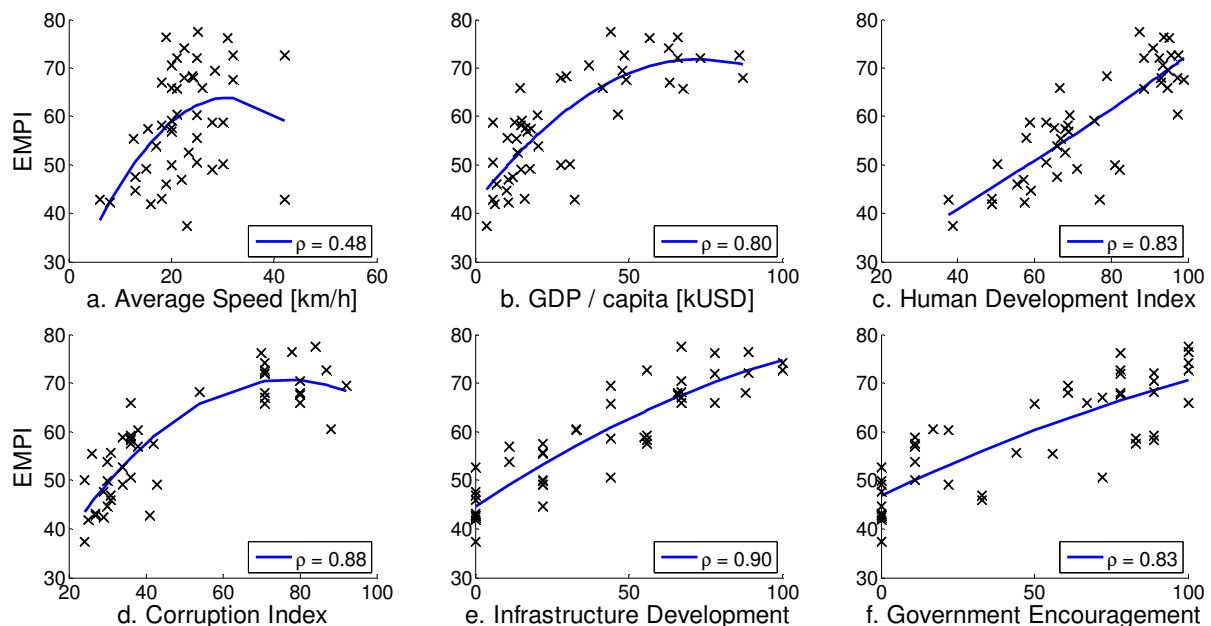 80
70
60
50
40
30
EMPI
ρ = 0.48
0 20 40 60
a. Average Speed [km/h]
80
70
60
50
40
30
ρ = 0.80
0 50 100
b. GDP / capita [kUSD]
80
70
60
50
40
30
ρ = 0.83
20 40 60 80 100
c. Human Development Index
80
70
60
50
40
30
EMPI
ρ = 0.88
20 40 60 80 100
d. Corruption Index
80
70
60
50
40
30
ρ = 0.90
0 50 100
e. Infrastructure Development
80
70
60
50
40
30
ρ = 0.83
0 50 100
f. Government Encouragement